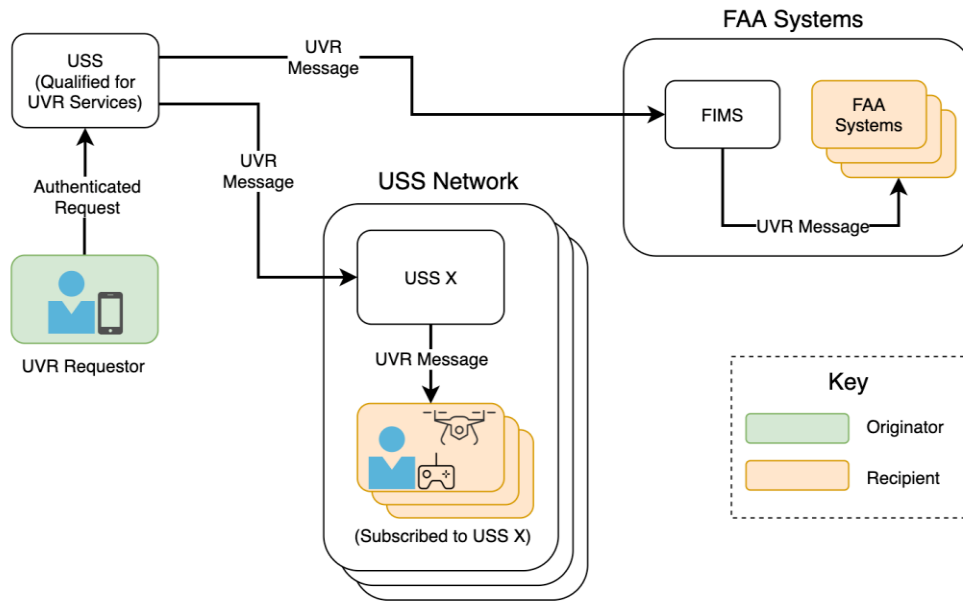 FAA Systems
USS
(Qualified for
UVR Services)
UVR
Message
FIMS
FAA
Systems
UVR
Message
Authenticated
Request
USS Network
UVR Message
USS X
UVR Requestor
UVR Message
Key
Originator
Recipient
(Subscribed to USS X)